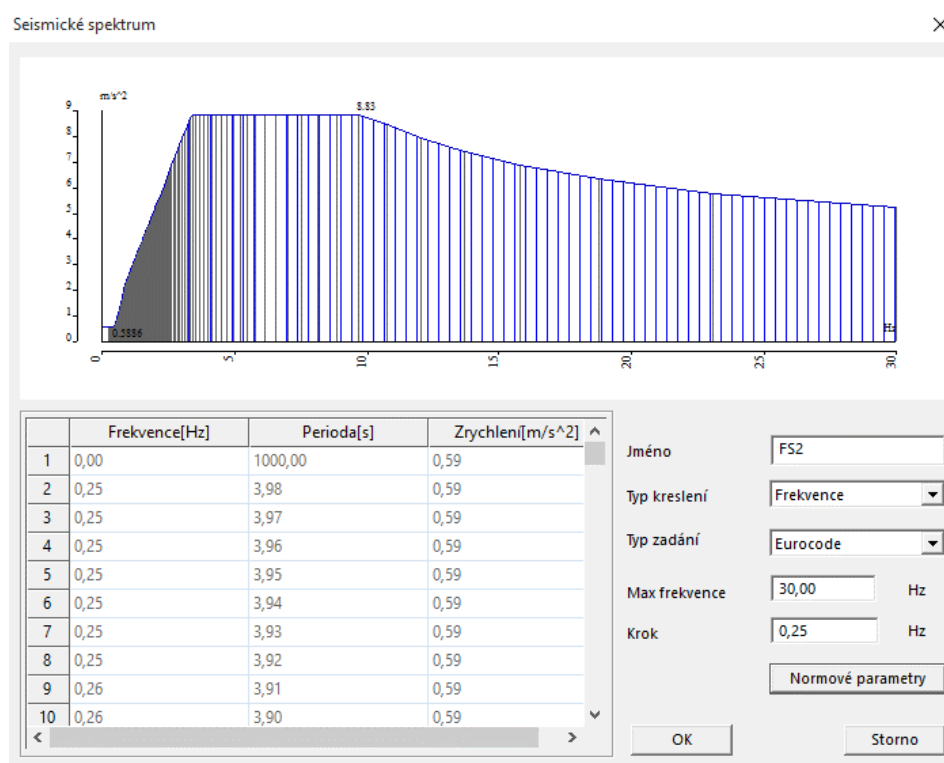 Seismické spektrum
m/s^2
9
8
7
6
5
4
3
2
1
0
8.83
0.5886
Hz
0
5
10
15
20
25
30
Frekvence[Hz] Perioda[s] Zrychlení[m/s^2]
1 0,00 1000,00 0,59
2 0,25 3,98 0,59
3 0,25 3,97 0,59
4 0,25 3,96 0,59
5 0,25 3,95 0,59
6 0,25 3,94 0,59
7 0,25 3,93 0,59
8 0,25 3,92 0,59
9 0,26 3,91 0,59
10 0,26 3,90 0,59
Jméno FS2
Typ kreslení Frekvence
Typ zadání Eurocode
Max frekvence 30,00 Hz
Krok 0,25 Hz
Normové parametry
OK Storno